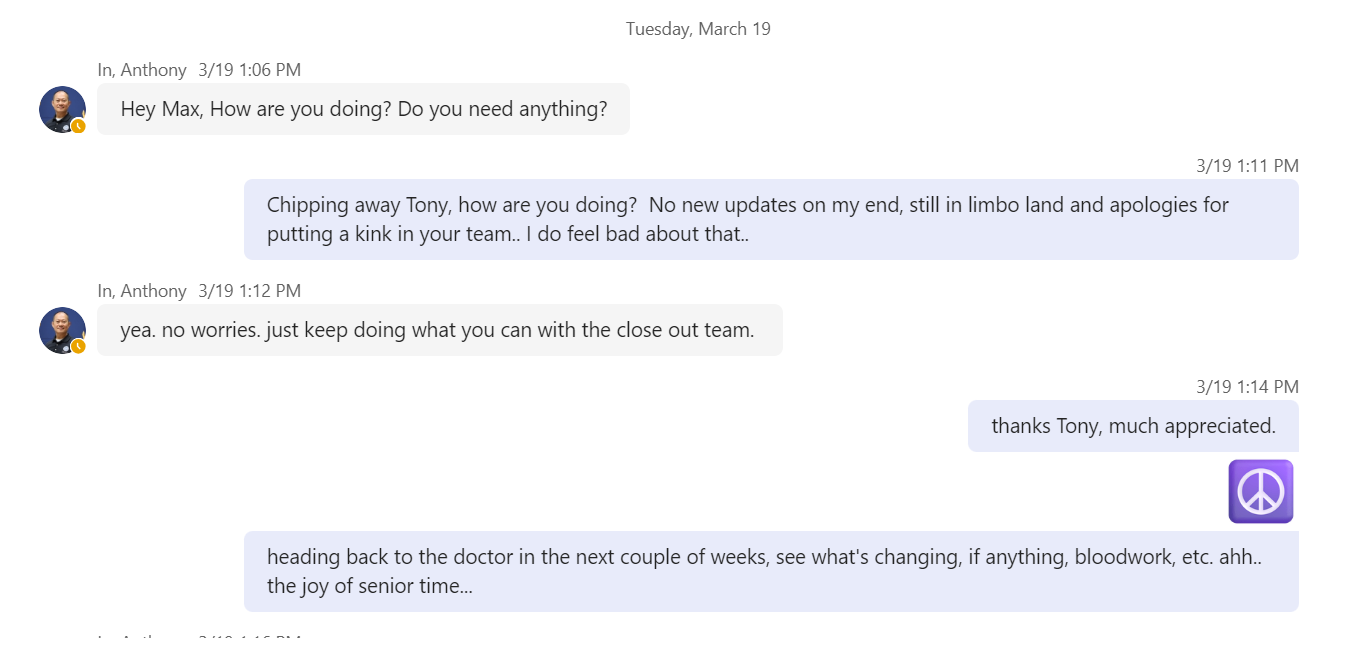 Tuesday, March 19
In, Anthony 3/19 1:06 PM
Hey Max, How are you doing? Do you need anything?
3/19 1:11 PM
Chipping away Tony, how are you doing?  No new updates on my end, still in limbo land and apologies for
putting a kink in your team.. I do feel bad about that..
In, Anthony 3/19 1:12 PM
yea. no worries. just keep doing what you can with the close out team.
3/19 1:14 PM
thanks Tony, much appreciated.
heading back to the doctor in the next couple of weeks, see what's changing, if anything, bloodwork, etc. ahh..
the joy of senior time...